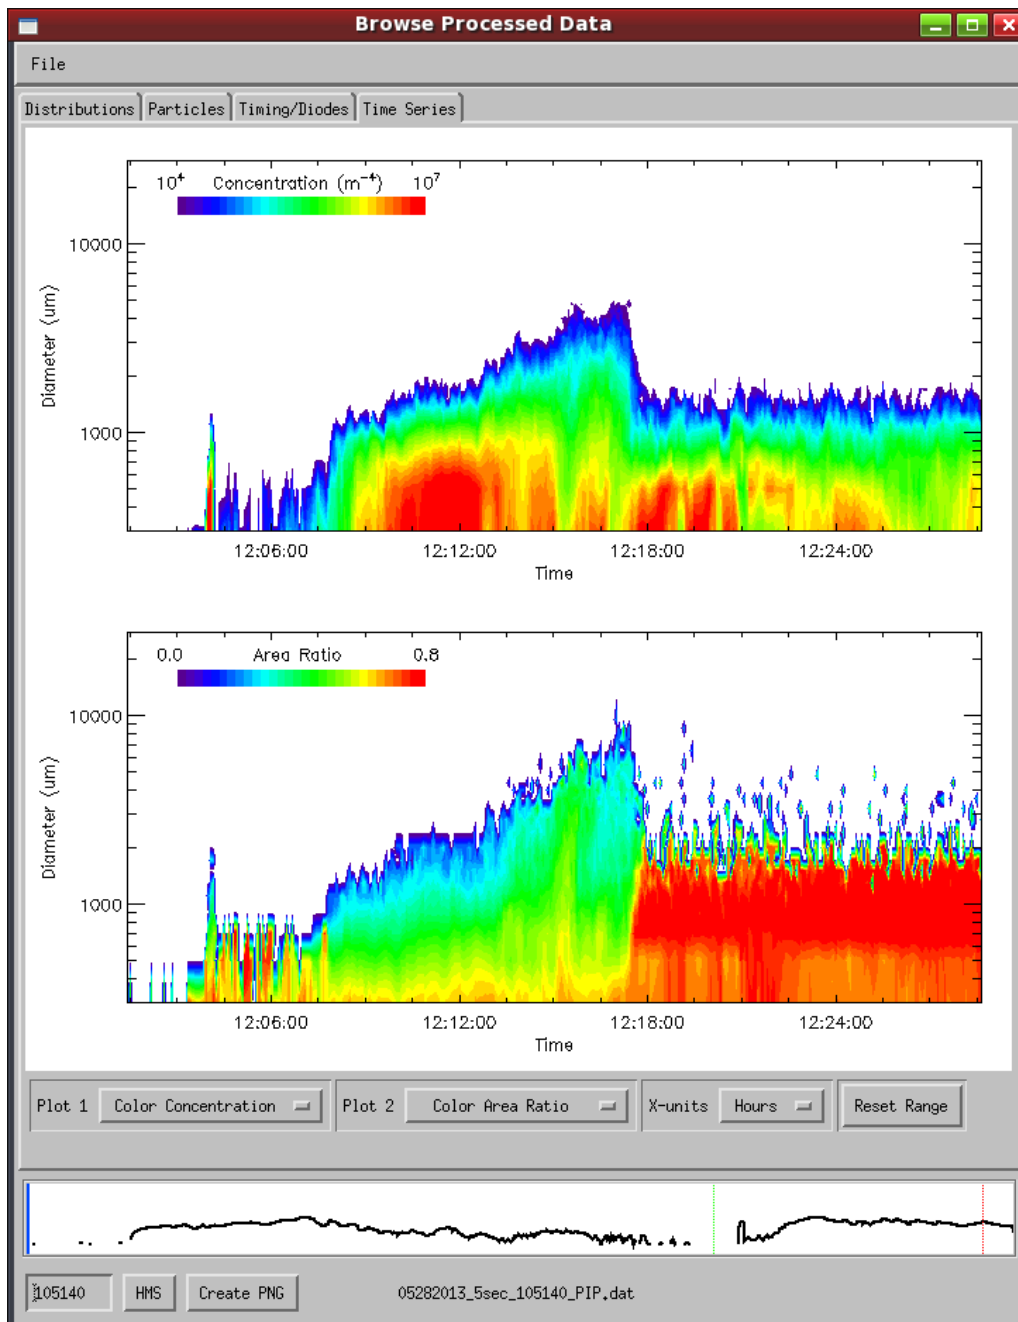 Browse Processed Data
File
Distributions Particles Timing/Diodes Time Series
10⁴ Concentration (m⁻⁴) 10⁷
10000
1000
Diameter (um)
12:06:00 12:12:00 12:18:00 12:24:00
Time
0.0 Area Ratio 0.8
10000
1000
Diameter (um)
12:06:00 12:12:00 12:18:00 12:24:00
Time
Plot 1 Color Concentration Plot 2 Color Area Ratio X-units Hours Reset Range
105140 HMS Create PNG 05282013_5sec_105140_PIP.dat